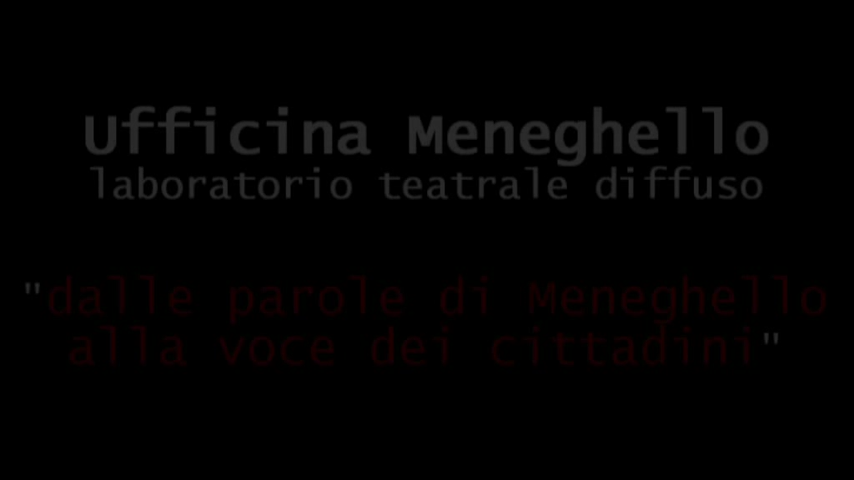 Ufficina Meneghello
laboratorio teatrale diffuso
"dalle parole di Meneghello
alla voce dei cittadini"